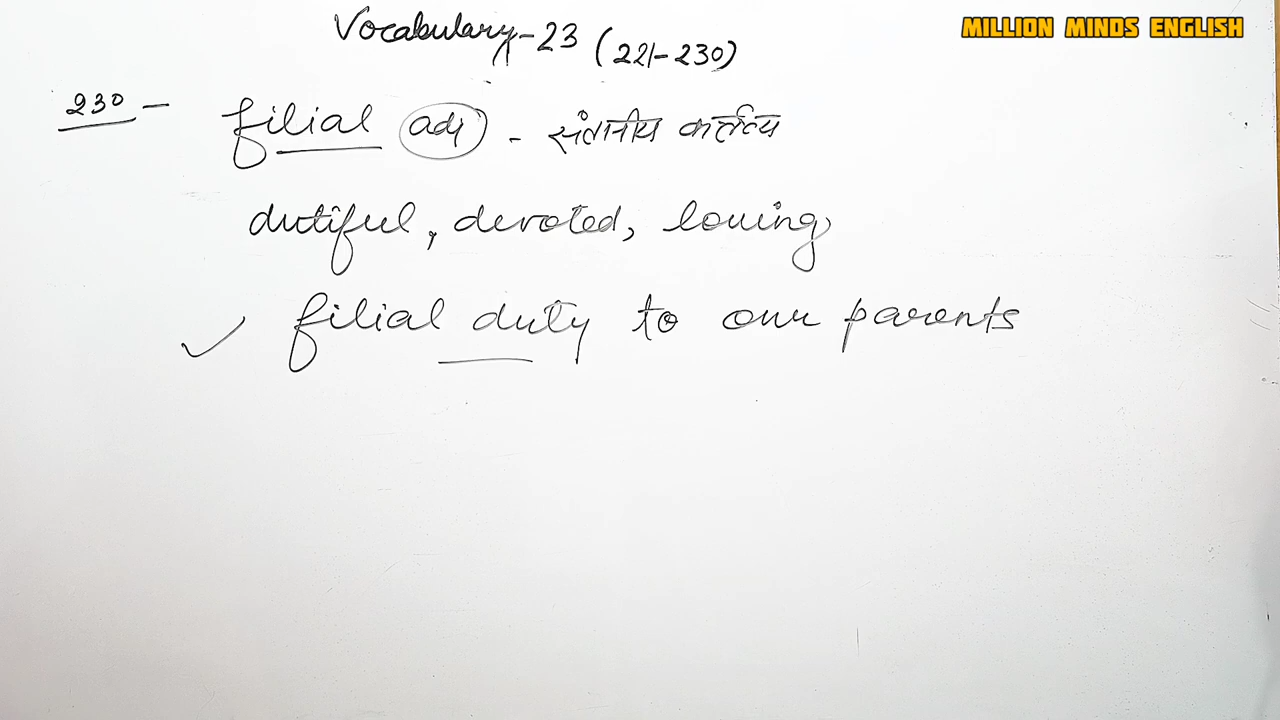 MILLION MINDS ENGLISH
Vocabulary-23 (221-230)
230 - filial (adj) - संतानीय कर्तव्य
dutiful, devoted, loving
✓ filial duty to our parents